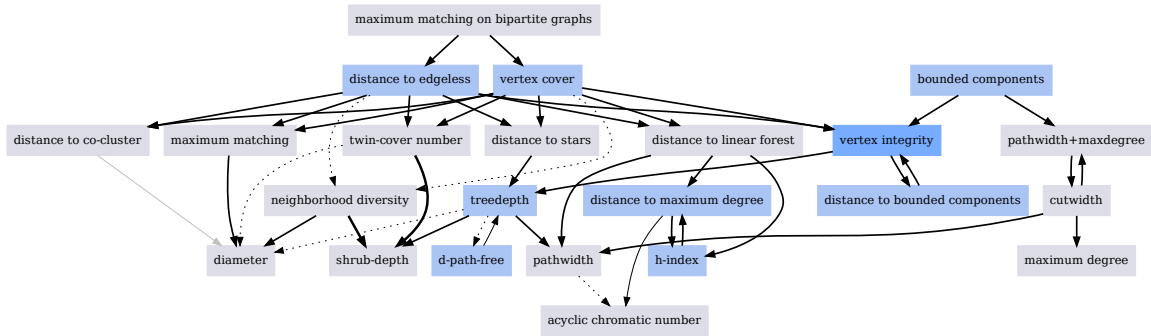 maximum matching on bipartite graphs
distance to edgeless
vertex cover
bounded components
distance to co-cluster
maximum matching
twin-cover number
distance to stars
distance to linear forest
vertex integrity
pathwidth+maxdegree
neighborhood diversity
treedepth
distance to maximum degree
distance to bounded components
cutwidth
diameter
shrub-depth
d-path-free
pathwidth
h-index
maximum degree
acyclic chromatic number